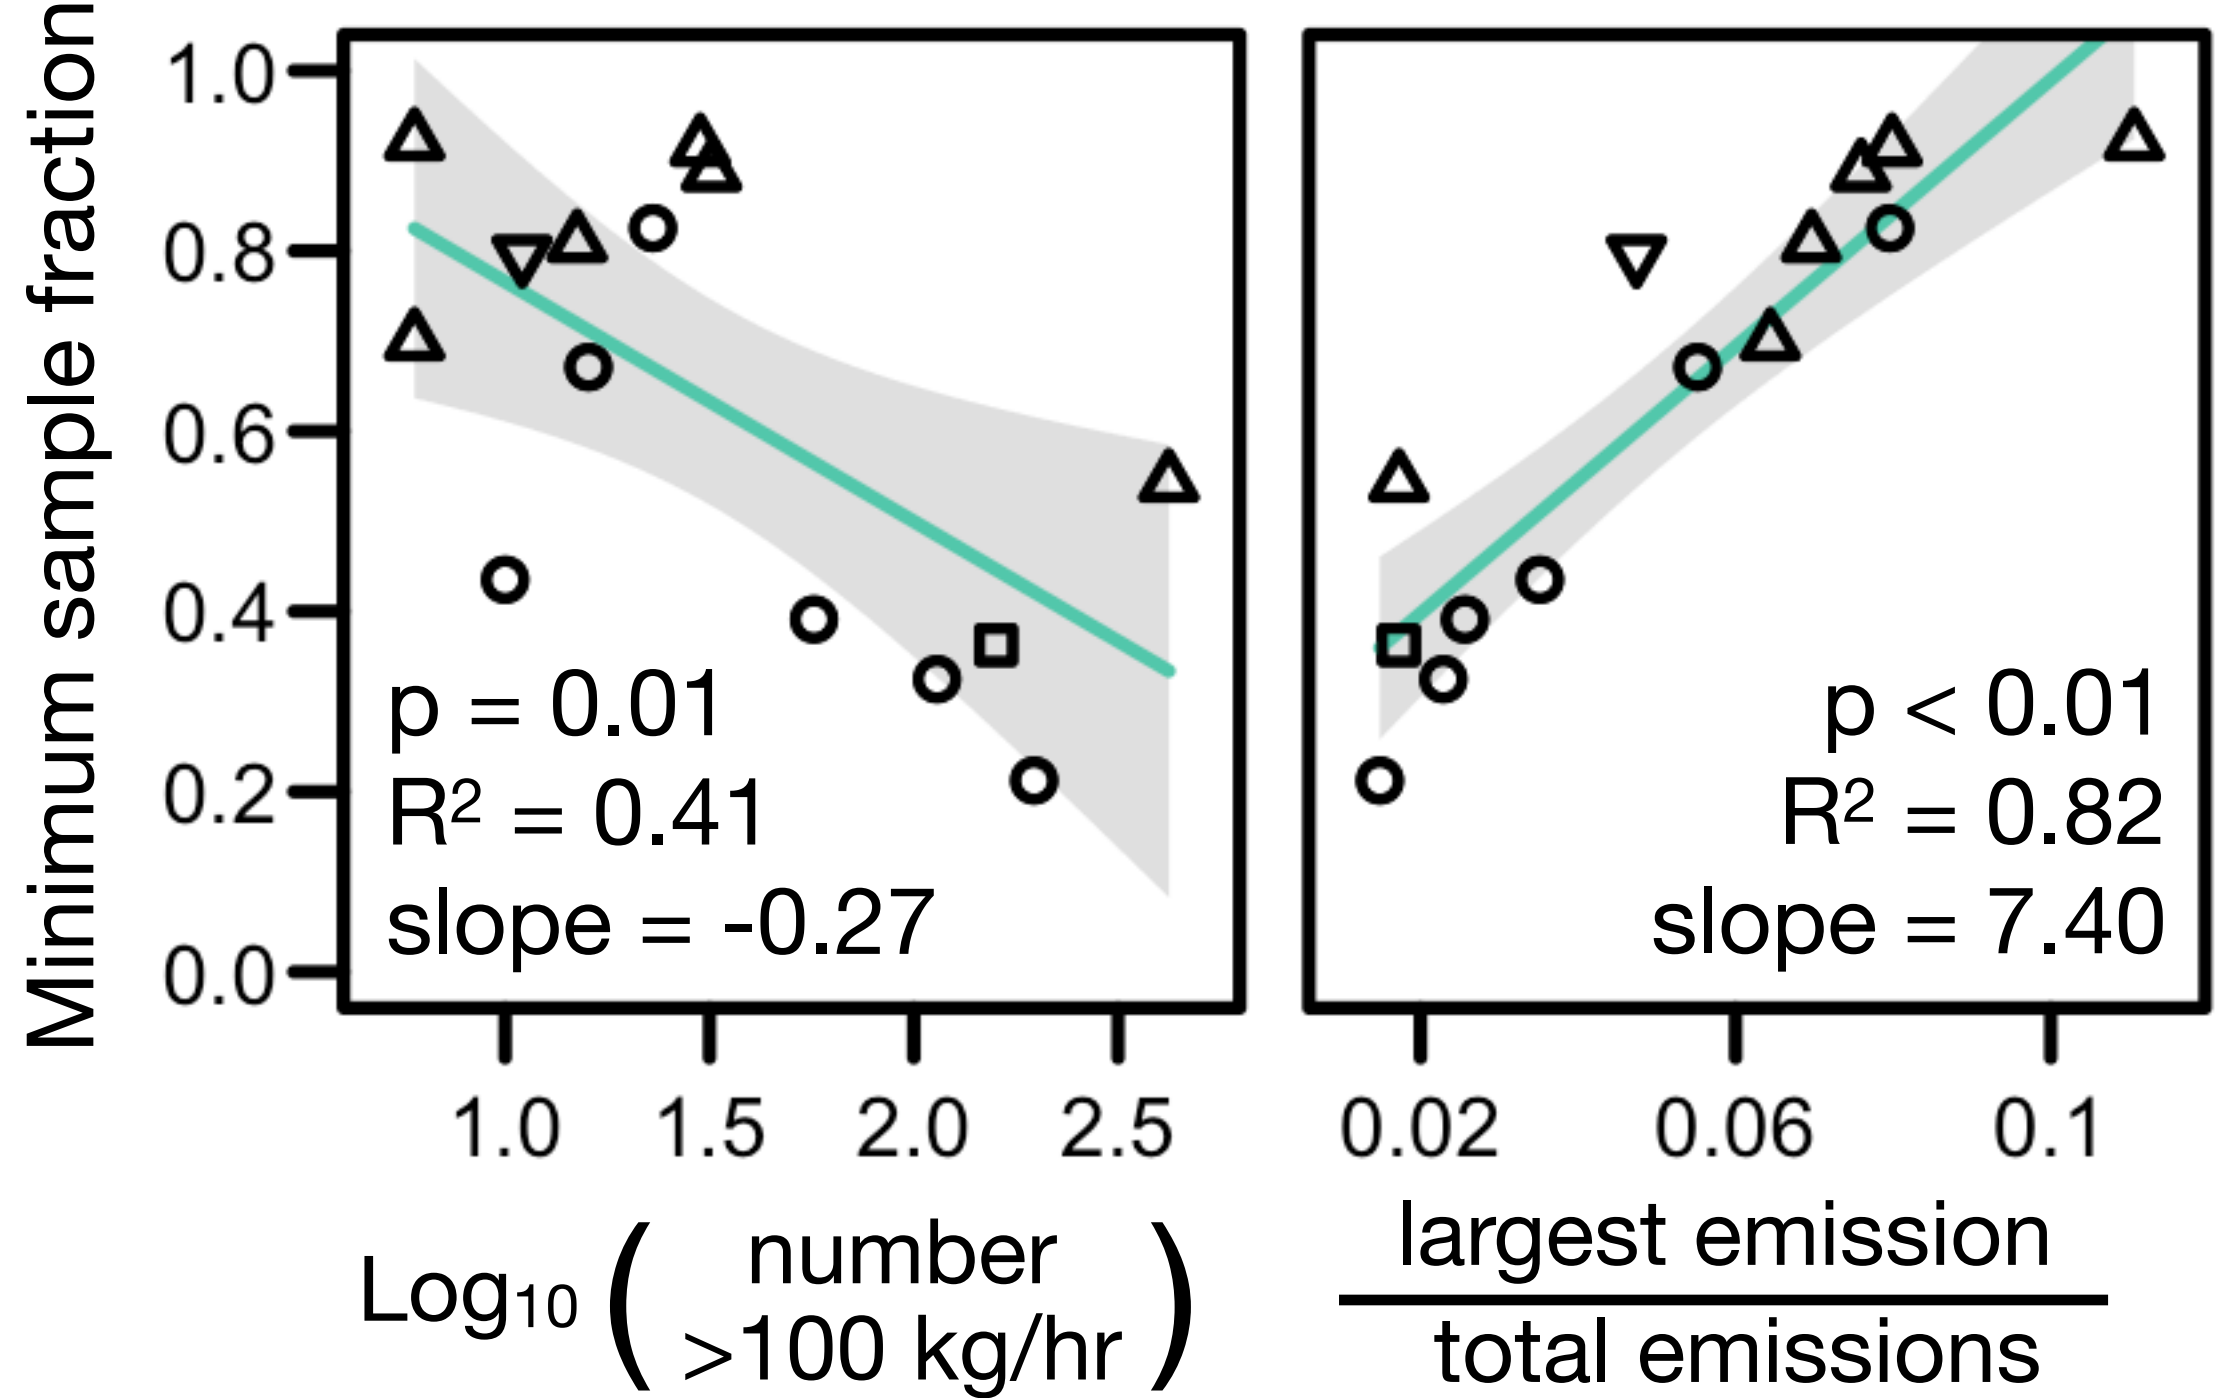 Minimum sample fraction
1.0
0.8
0.6
0.4
0.2
0.0
p = 0.01
R² = 0.41
slope = -0.27
1.0 1.5 2.0 2.5
Log₁₀ ( number >100 kg/hr )
p < 0.01
R² = 0.82
slope = 7.40
0.02 0.06 0.1
largest emission
total emissions